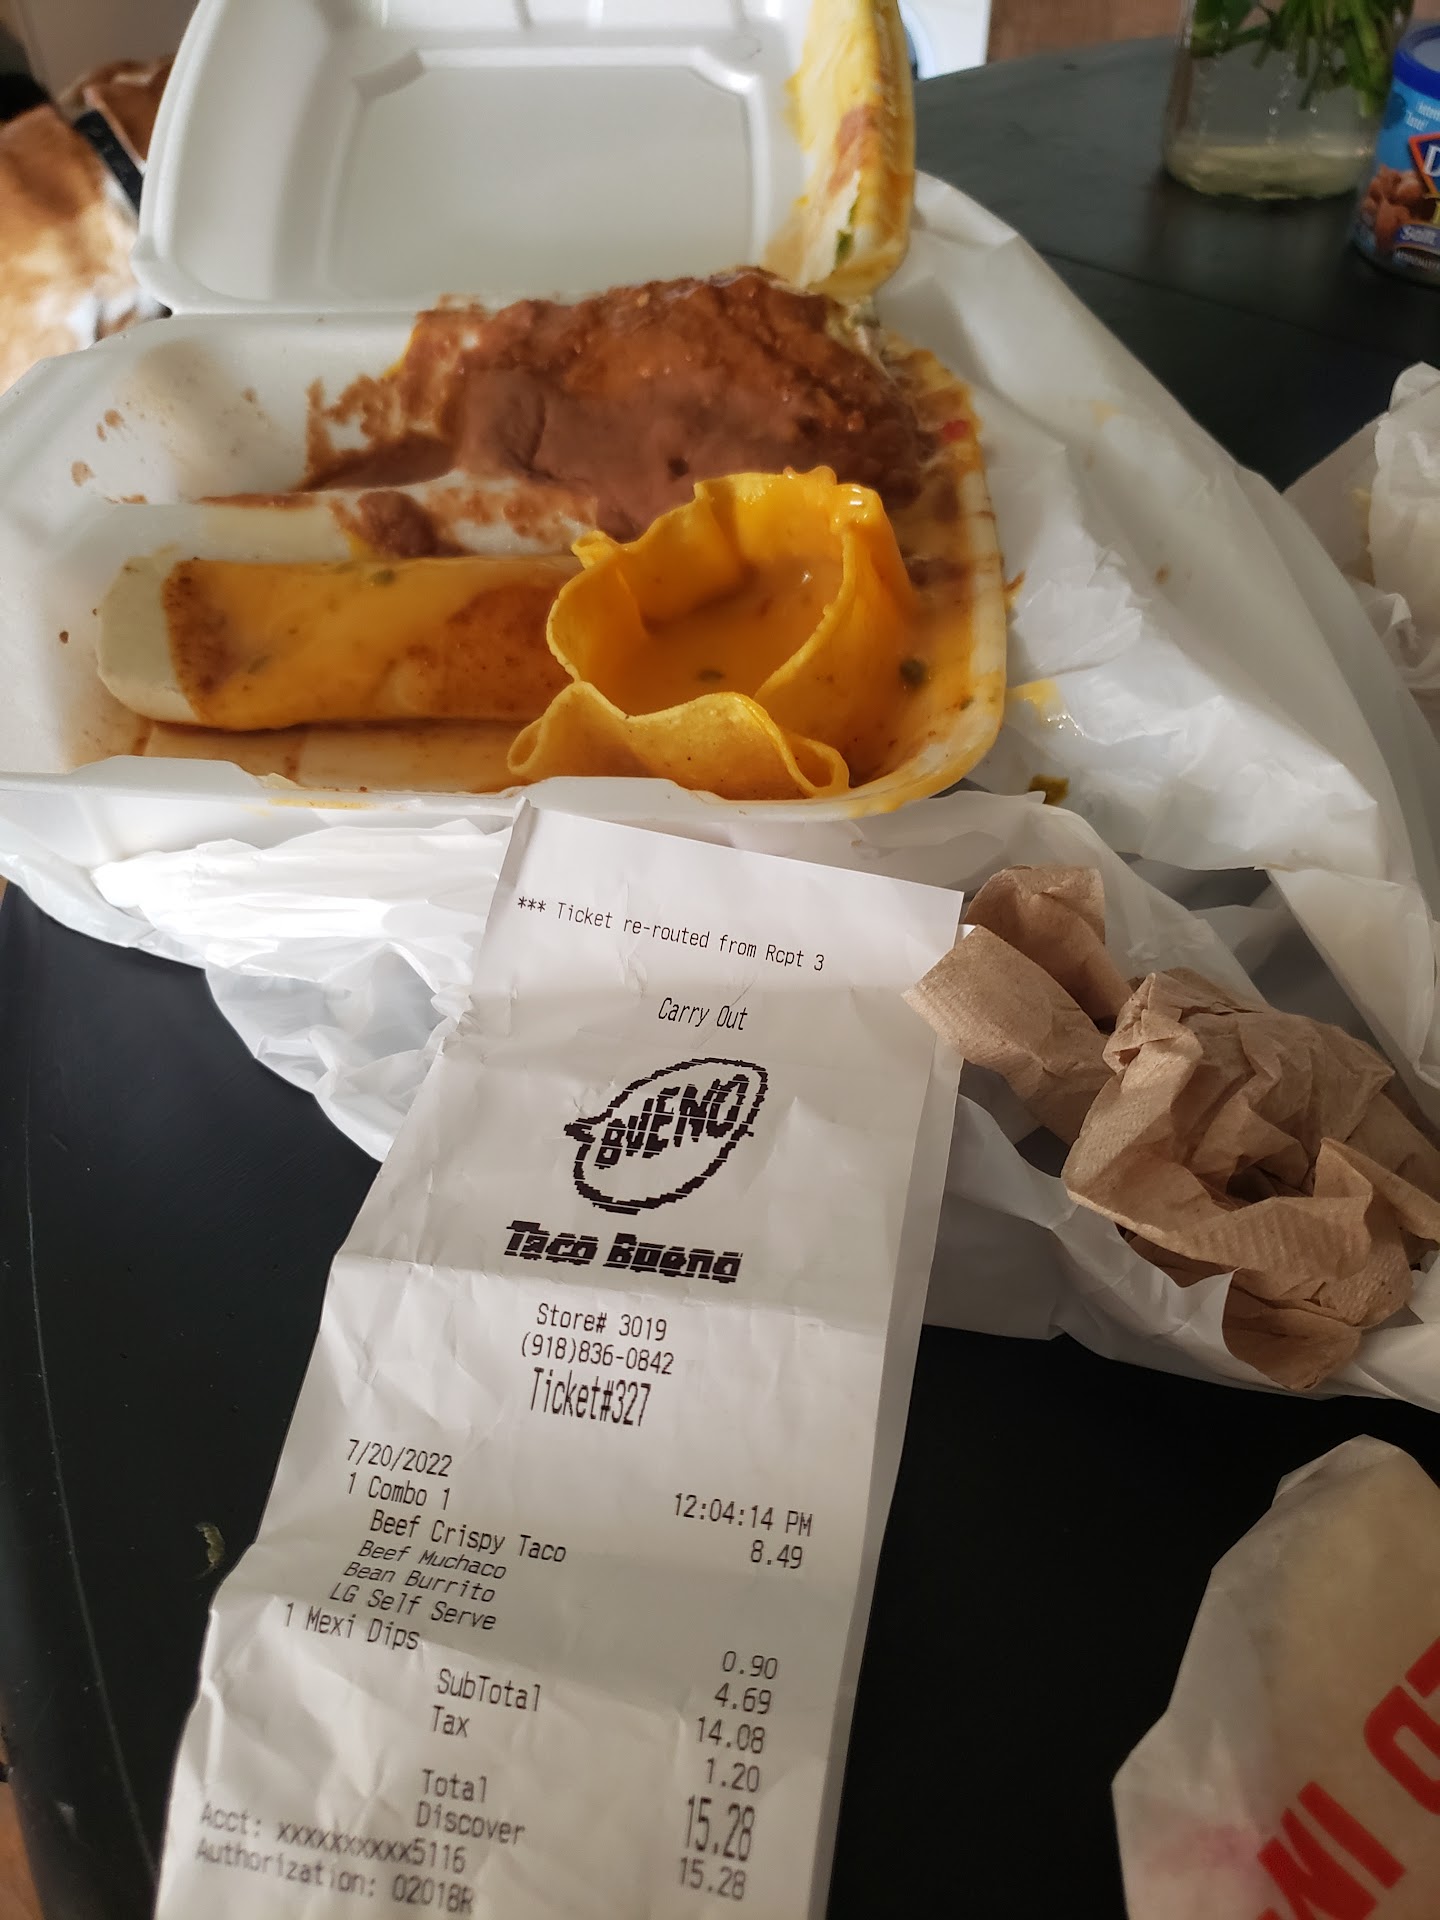 *** Ticket re-routed from Rcpt 3
Carry Out
BUENO
Taco Bueno
Store# 3019
(918)836-0842
Ticket#327
7/20/2022 12:04:14 PM
1 Combo 1 8.49
Beef Crispy Taco
Beef Muchaco
Bean Burrito
LG Self Serve 0.90
1 Mexi Dips 4.69
SubTotal 14.08
Tax 1.20
Total 15.28
Discover 15.28
Acct: xxxxxxxxxx5116
Authorization: 02018R